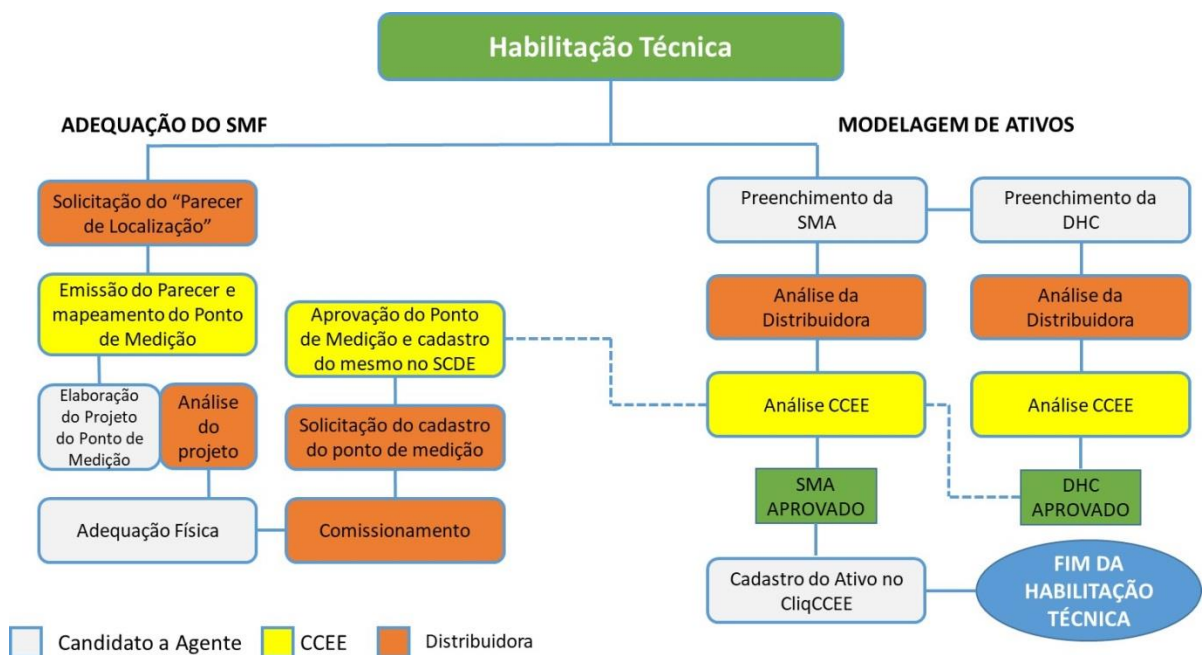 Habilitação Técnica
ADEQUAÇÃO DO SMF
MODELAGEM DE ATIVOS
Solicitação do “Parecer
de Localização”
Emissão do Parecer e
mapeamento do Ponto
de Medição
Elaboração
do Projeto
do Ponto de
Medição
Análise
do
projeto
Adequação Física
Aprovação do Ponto
de Medição e cadastro
do mesmo no SCDE
Solicitação do cadastro
do ponto de medição
Comissionamento
Preenchimento da
SMA
Análise da
Distribuidora
Análise CCEE
SMA
APROVADO
Cadastro do Ativo no
CliqCCEE
Preenchimento da
DHC
Análise da
Distribuidora
Análise CCEE
DHC
APROVADO
FIM DA
HABILITAÇÃO
TÉCNICA
Candidato a Agente
CCEE
Distribuidora